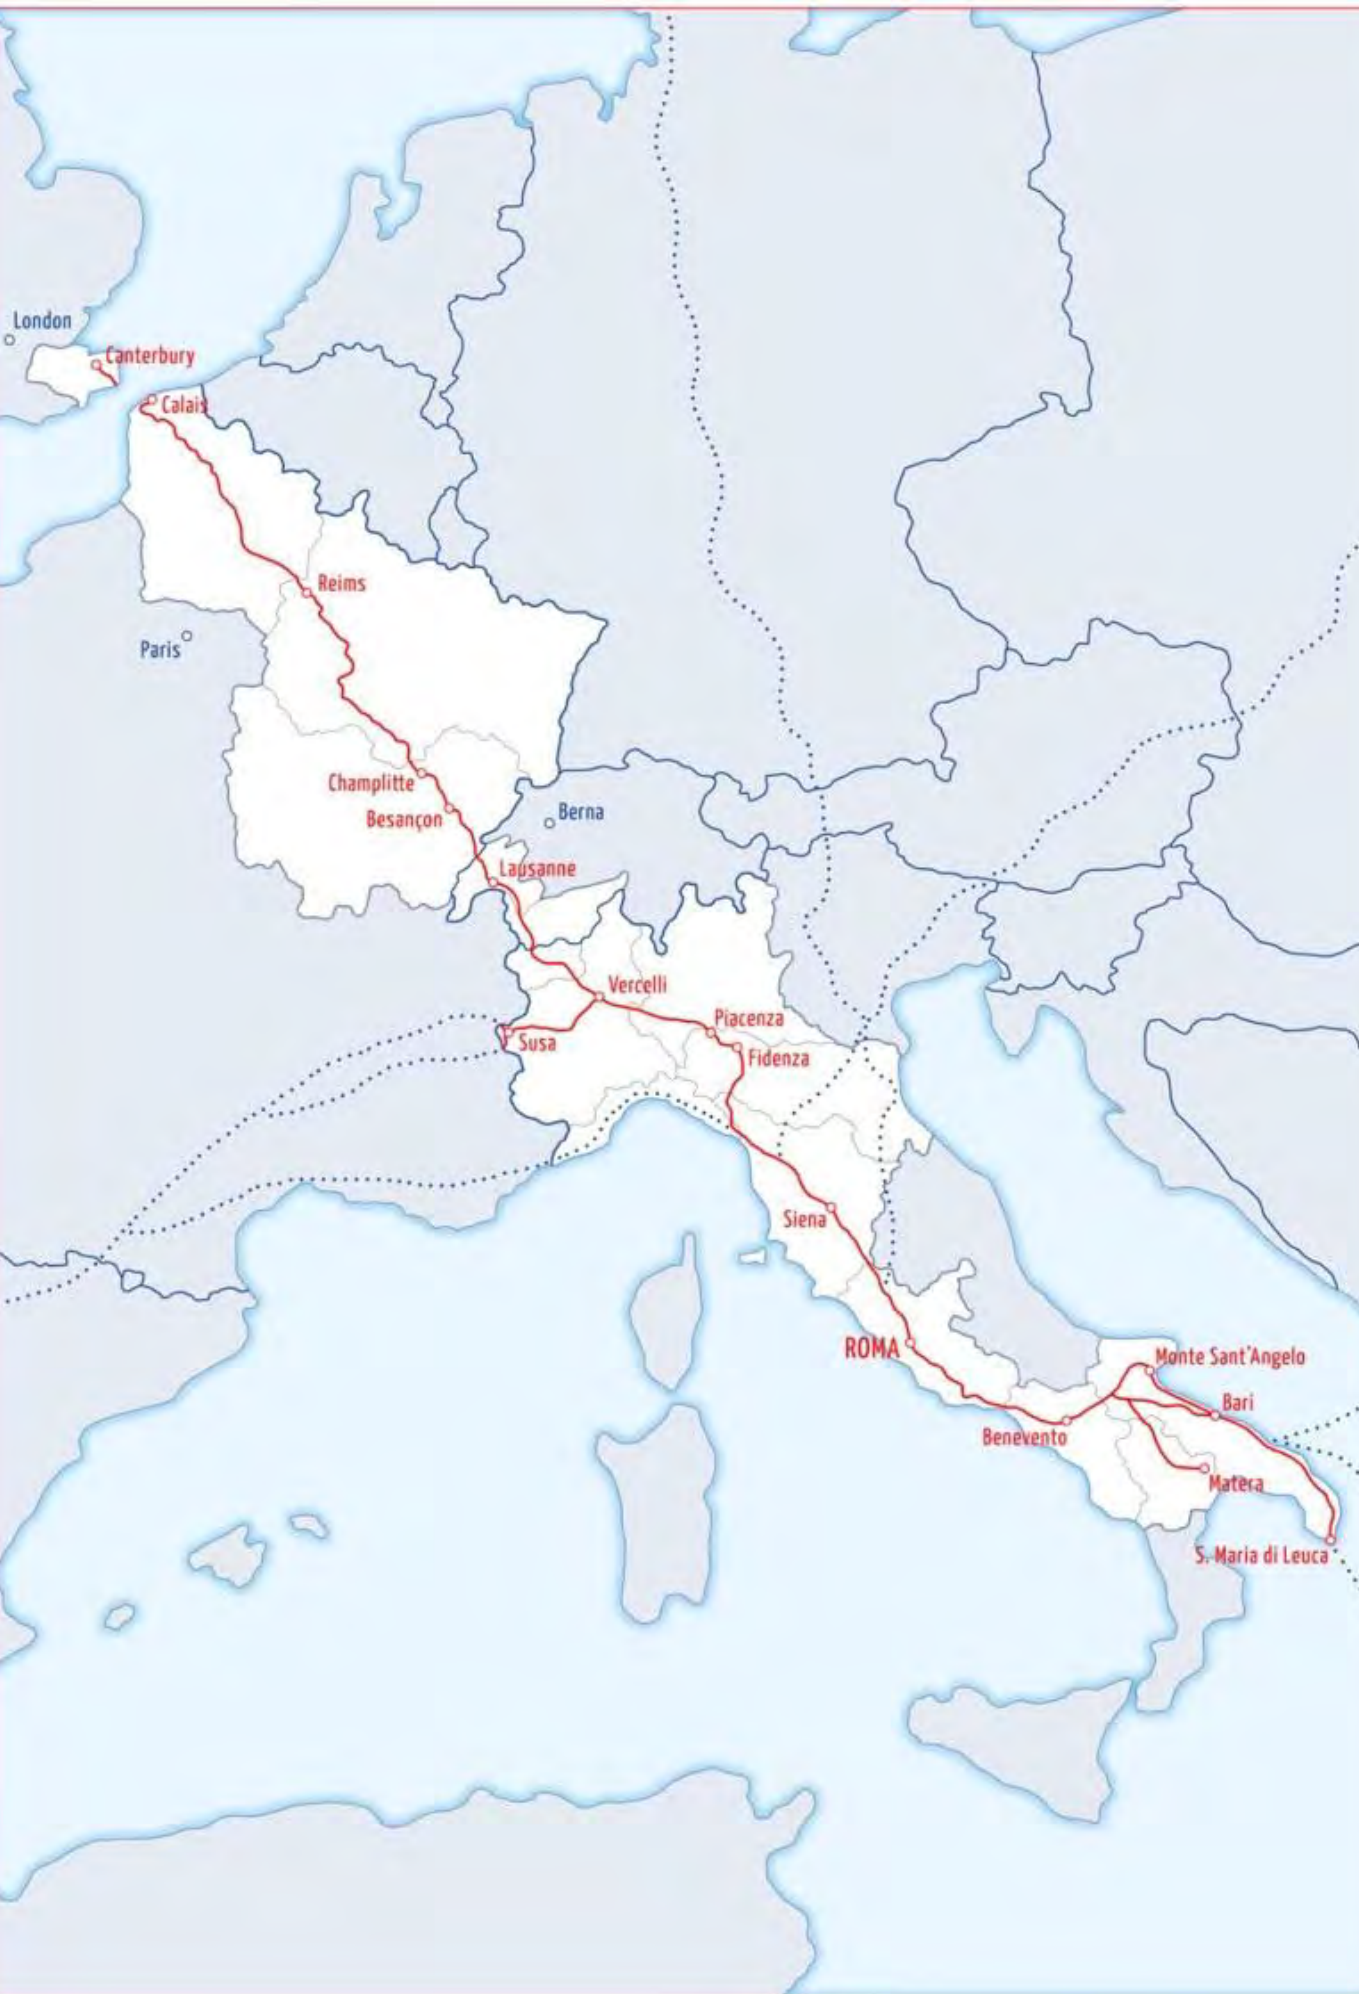 London
Canterbury
Calais
Reims
Paris
Champlitte
Besançon
Berna
Lausanne
Vercelli
Piacenza
Susa
Fidenza
Siena
ROMA
Monte Sant'Angelo
Bari
Benevento
Matera
S. Maria di Leuca